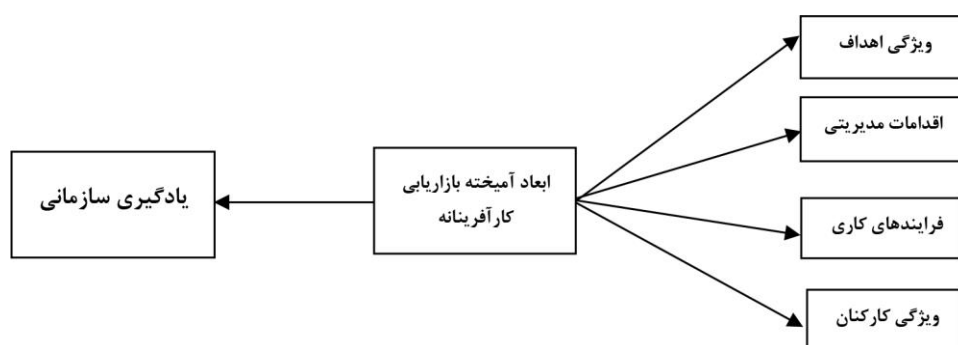 ویژگی اهداف
اقدامات مدیریتی
فرایندهای کاری
ویژگی کارکنان
ابعاد آمیخته بازاریابی
کارآفرینانه
یادگیری سازمانی